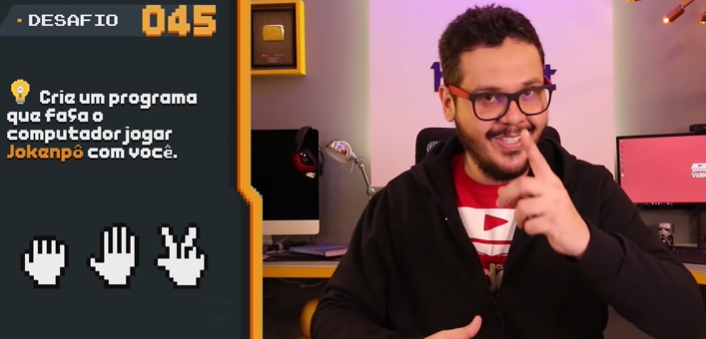 · DESAFIO 045
💡 Crie um programa
que faça o
computador jogar
Jokenpô com você.